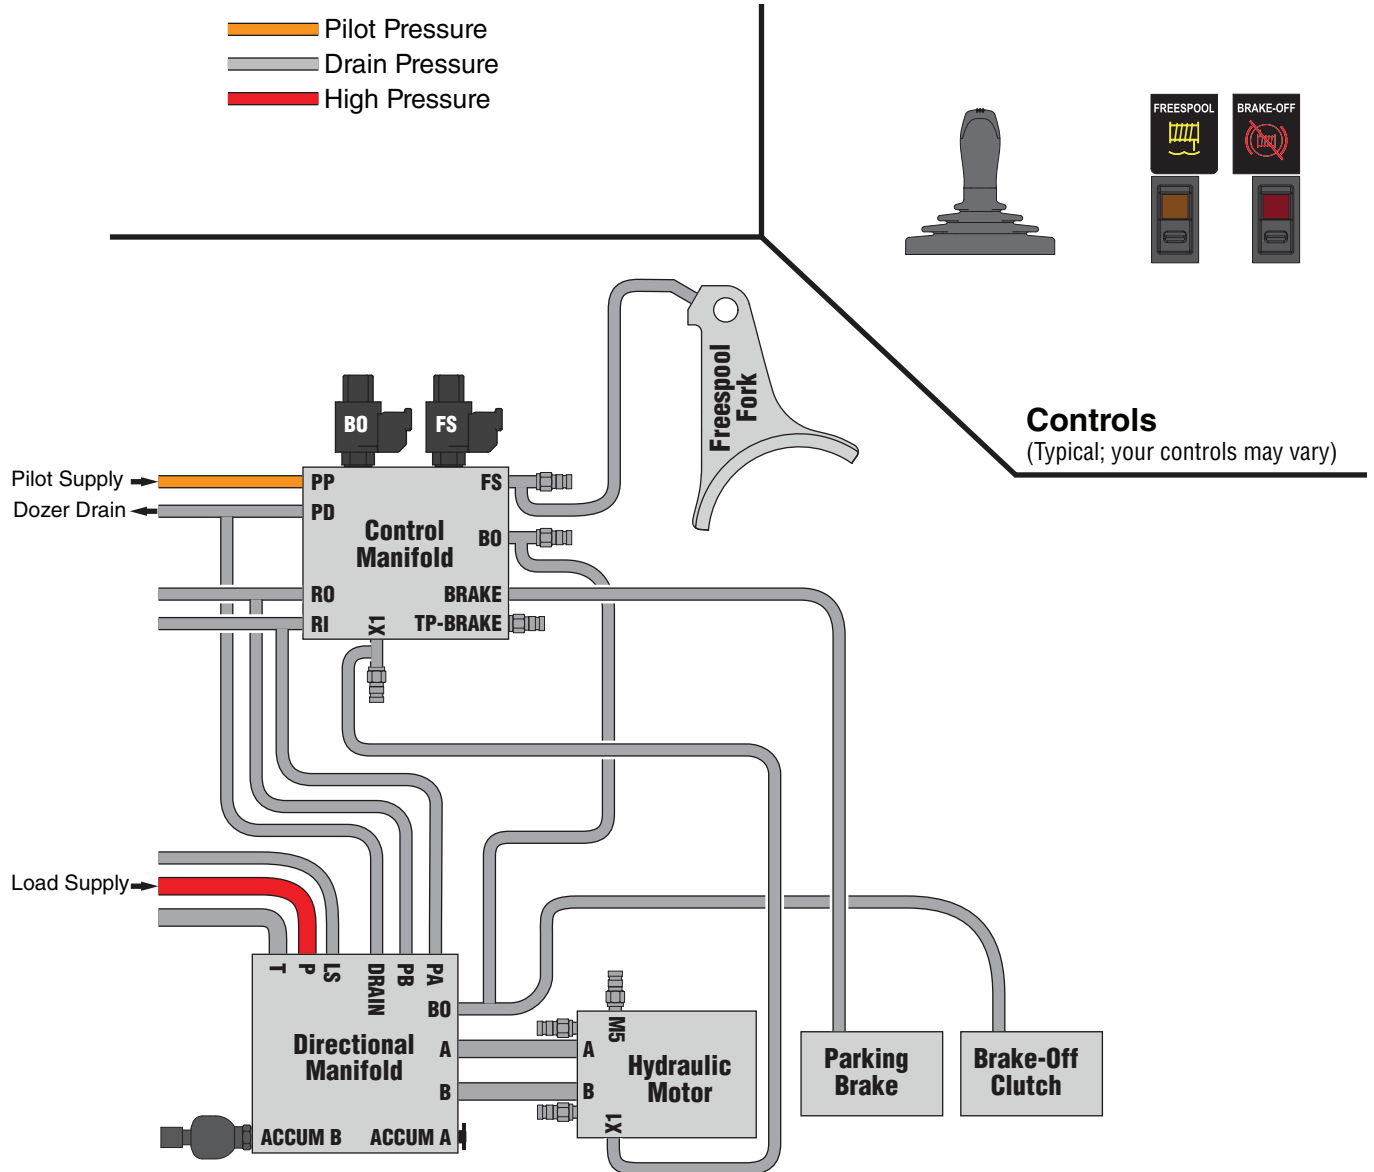 Pilot Pressure
Drain Pressure
High Pressure
FREESPOOL
BRAKE-OFF
Controls
(Typical; your controls may vary)
Freespool
Fork
BO
FS
Pilot Supply
Dozer Drain
PP
PD
RO
RI
X1
Control
Manifold
FS
BO
BRAKE
TP-BRAKE
Load Supply
T
P
LS
DRAIN
PB
PA
BO
A
B
Directional
Manifold
ACCUM B
ACCUM A
M5
A
B
X1
Hydraulic
Motor
Parking
Brake
Brake-Off
Clutch